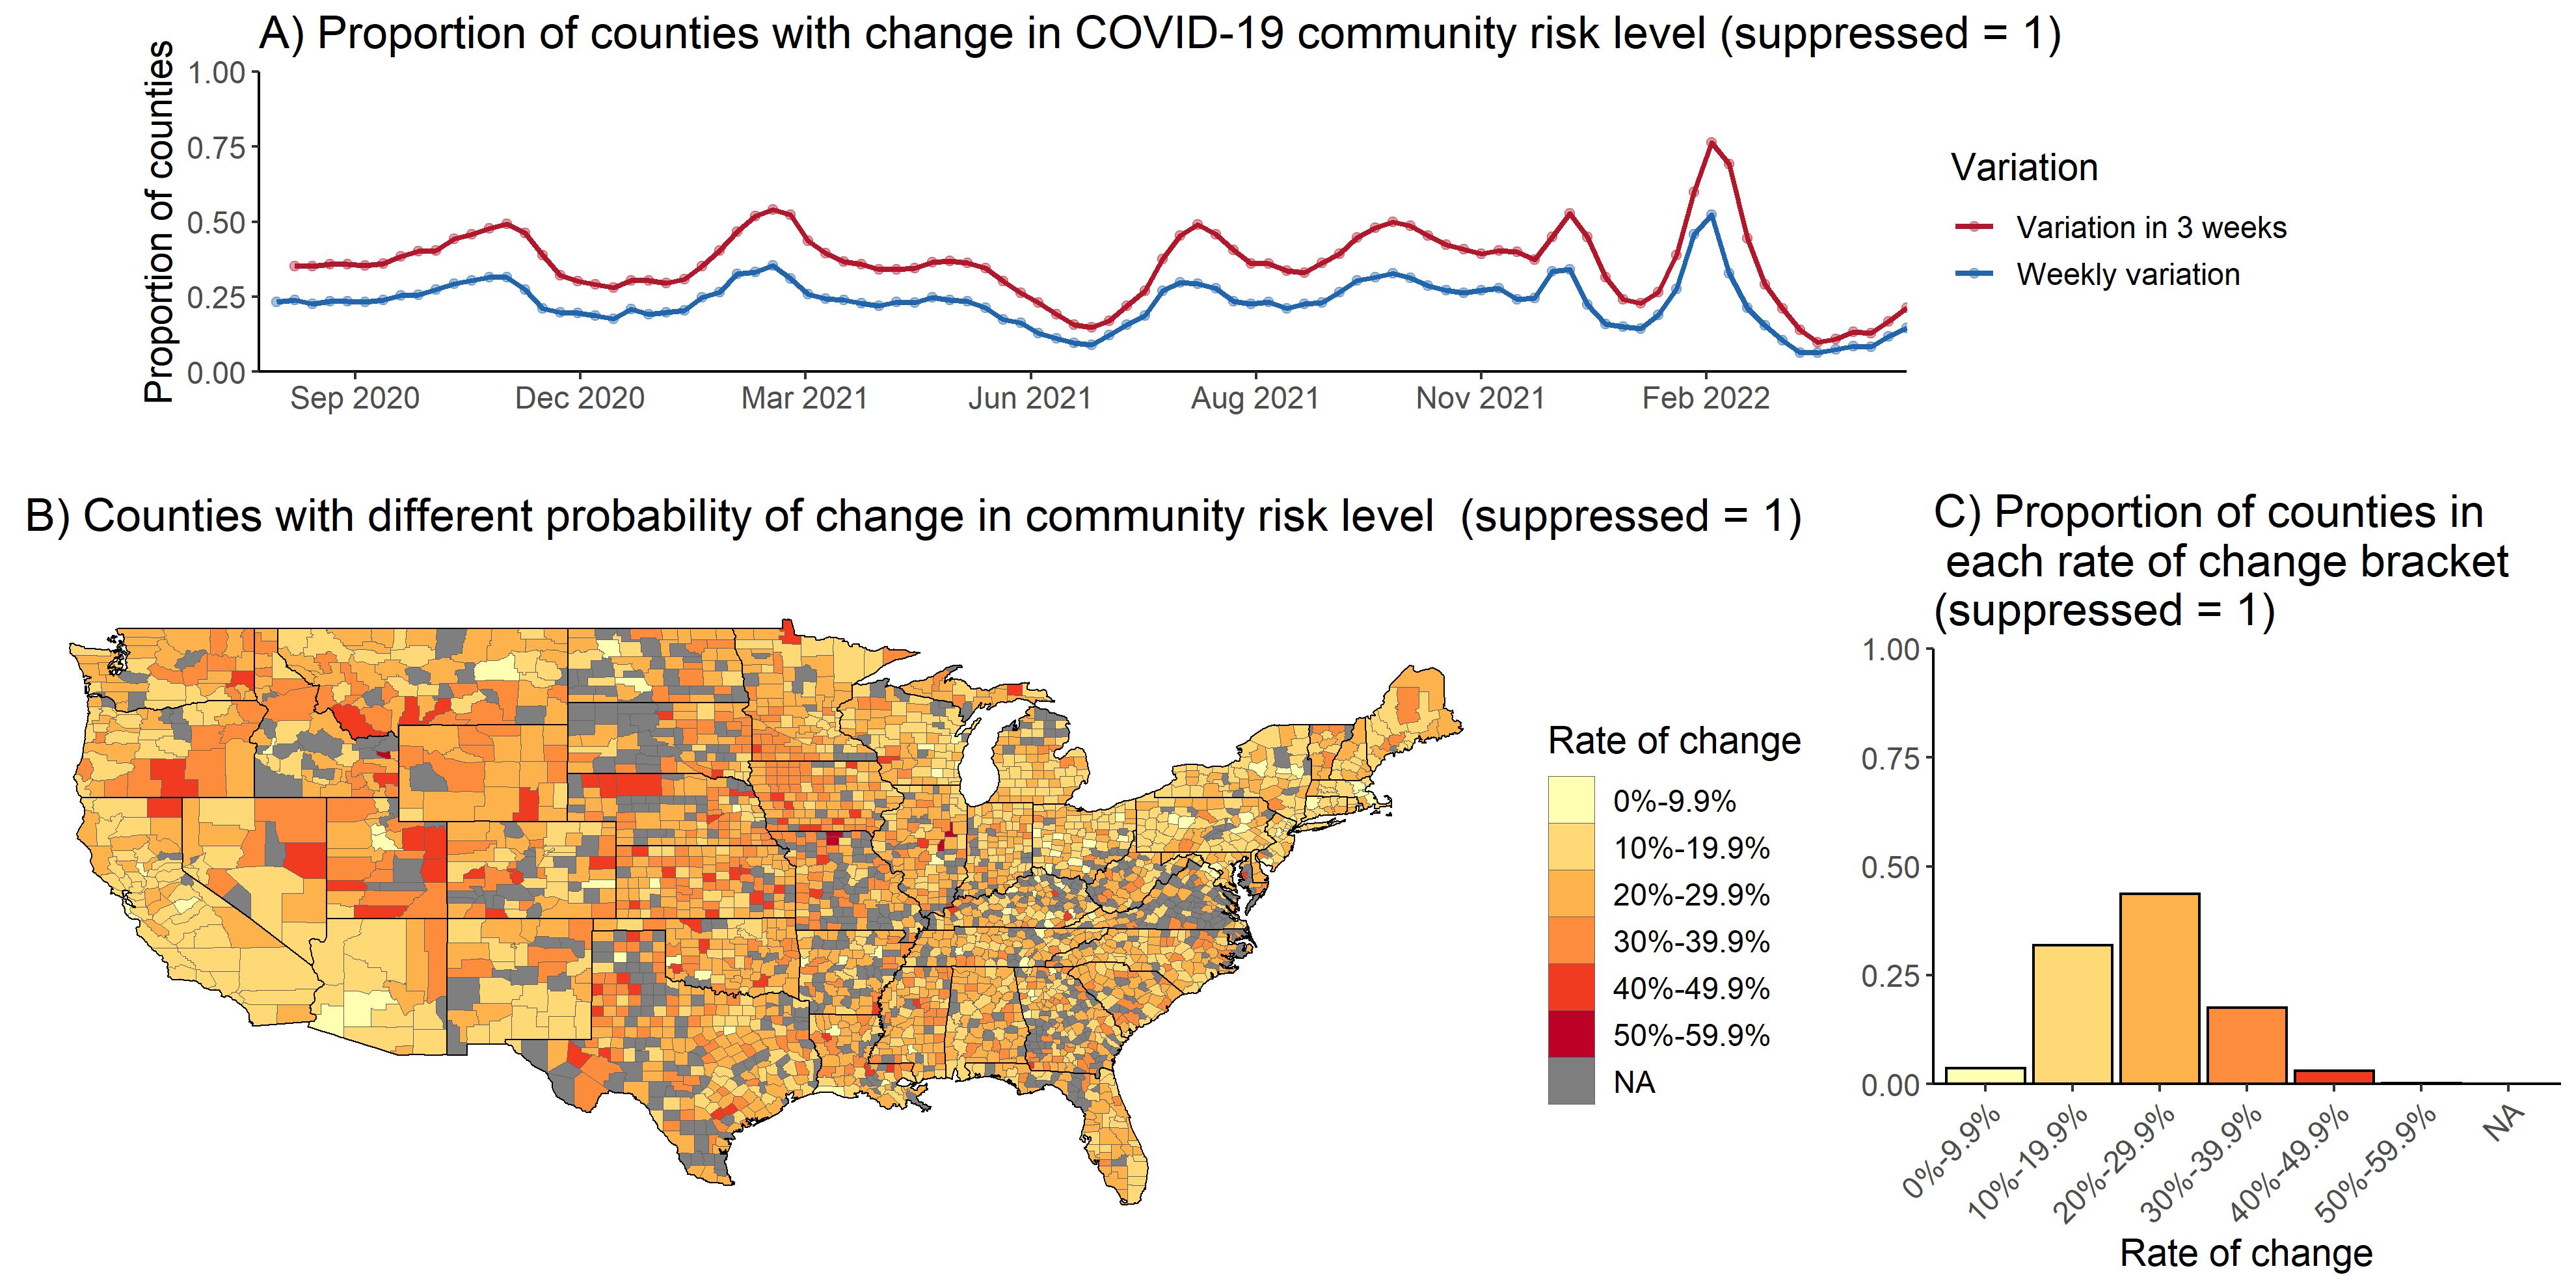 A) Proportion of counties with change in COVID-19 community risk level (suppressed = 1)
Proportion of counties
1.00
0.75
0.50
0.25
0.00
Sep 2020 Dec 2020 Mar 2021 Jun 2021 Aug 2021 Nov 2021 Feb 2022
Variation
Variation in 3 weeks
Weekly variation
B) Counties with different probability of change in community risk level (suppressed = 1)
Rate of change
0%-9.9%
10%-19.9%
20%-29.9%
30%-39.9%
40%-49.9%
50%-59.9%
NA
C) Proportion of counties in
each rate of change bracket
(suppressed = 1)
1.00
0.75
0.50
0.25
0.00
0%-9.9%
10%-19.9%
20%-29.9%
30%-39.9%
40%-49.9%
50%-59.9%
NA
Rate of change